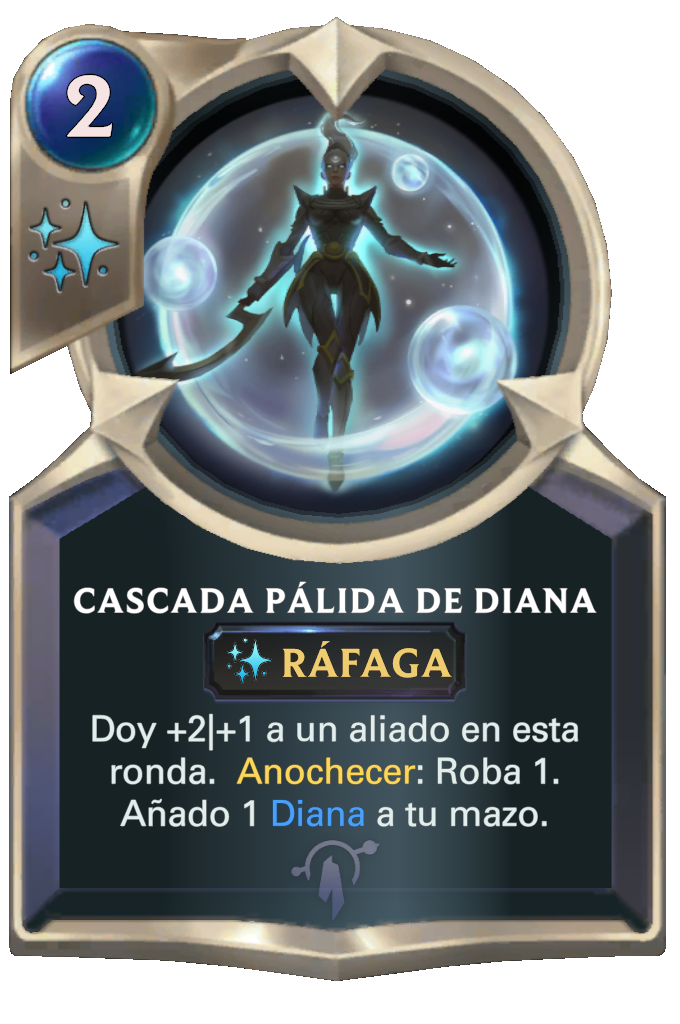 2
CASCADA PÁLIDA DE DIANA
RÁFAGA
Doy +2|+1 a un aliado en esta
ronda. Anochecer: Roba 1.
Añado 1 Diana a tu mazo.